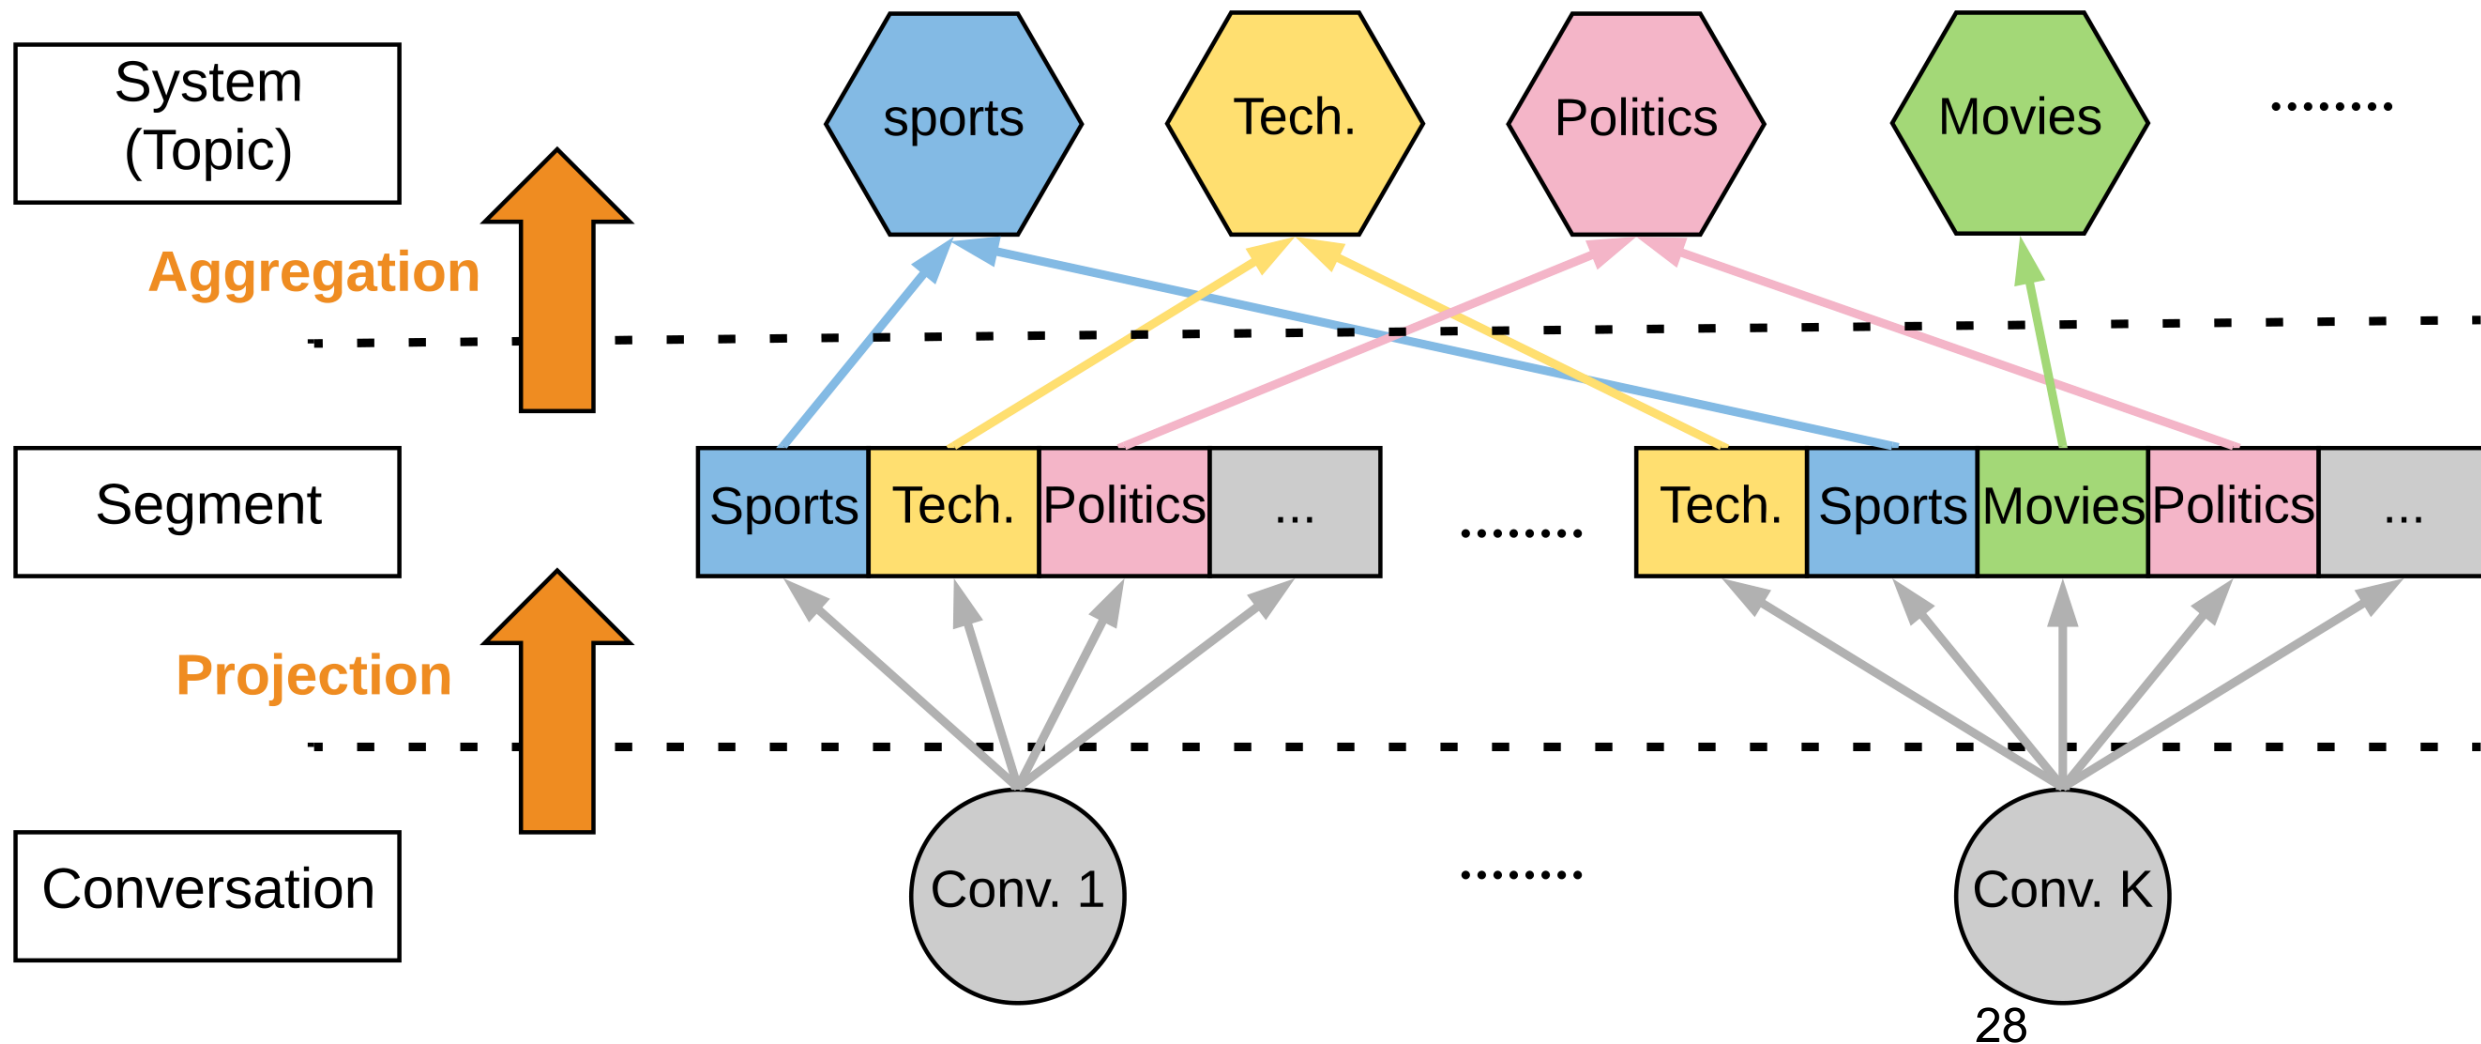 System
(Topic)
sports
Tech.
Politics
Movies
........
Aggregation
Segment
Sports
Tech.
Politics
...
........
Tech.
Sports
Movies
Politics
...
Projection
Conversation
Conv. 1
........
Conv. K
28